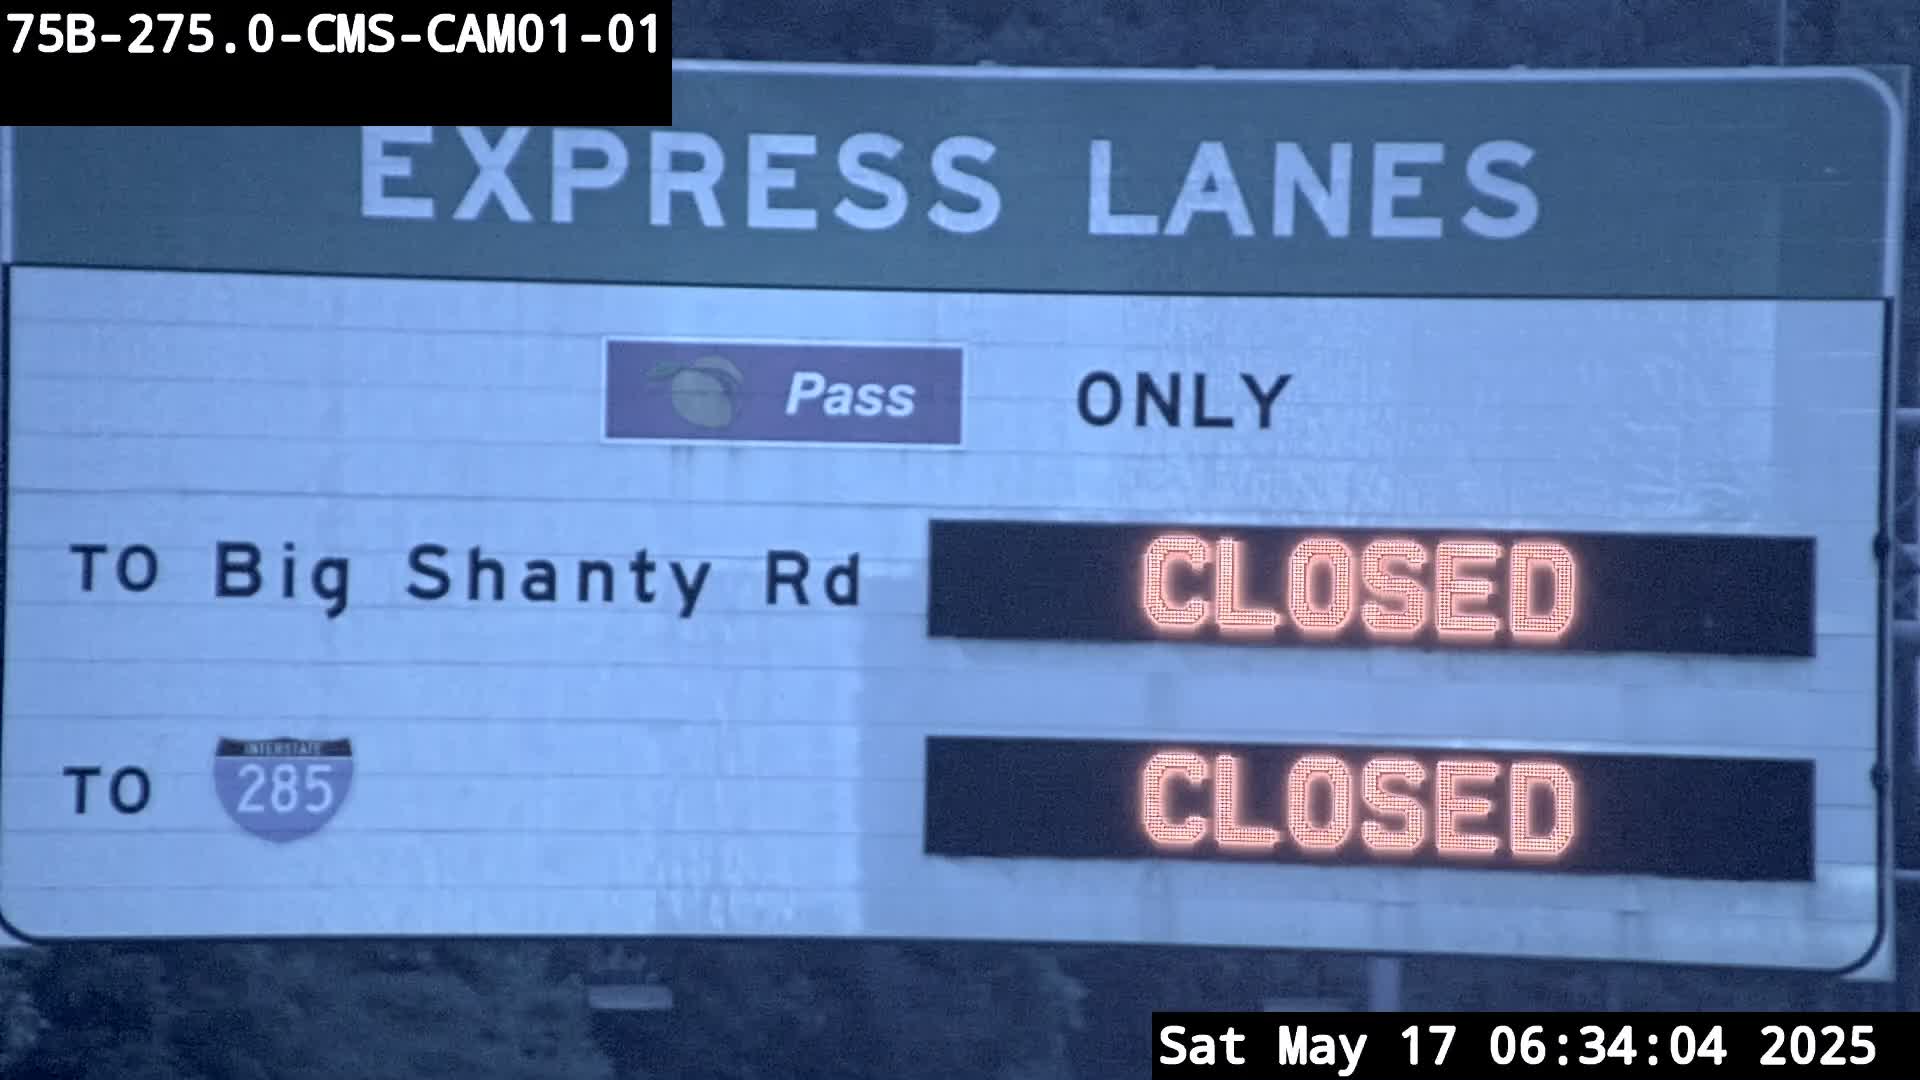 75B-275.0-CMS-CAM01-01
EXPRESS LANES
Pass ONLY
TO Big Shanty Rd CLOSED
INTERSTATE
TO 285 CLOSED
Sat May 17 06:34:04 2025